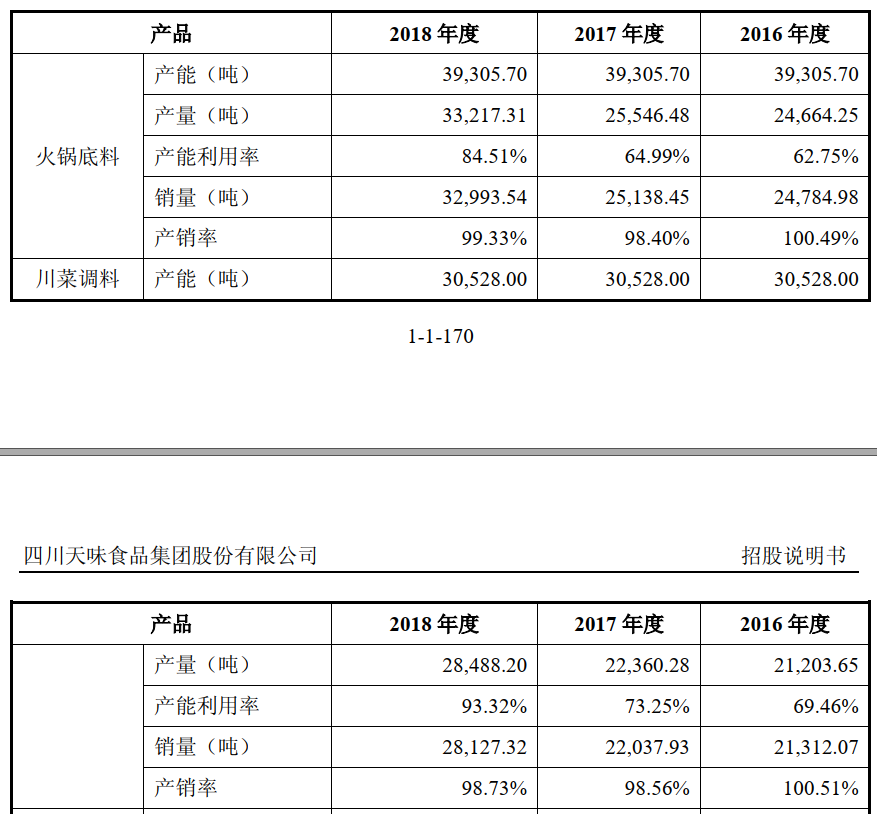 产品 2018 年度 2017 年度 2016 年度
产能（吨） 39,305.70 39,305.70 39,305.70
产量（吨） 33,217.31 25,546.48 24,664.25
火锅底料 产能利用率 84.51% 64.99% 62.75%
销量（吨） 32,993.54 25,138.45 24,784.98
产销率 99.33% 98.40% 100.49%
川菜调料 产能（吨） 30,528.00 30,528.00 30,528.00
1-1-170
四川天味食品集团股份有限公司 招股说明书
产品 2018 年度 2017 年度 2016 年度
产量（吨） 28,488.20 22,360.28 21,203.65
产能利用率 93.32% 73.25% 69.46%
销量（吨） 28,127.32 22,037.93 21,312.07
产销率 98.73% 98.56% 100.51%